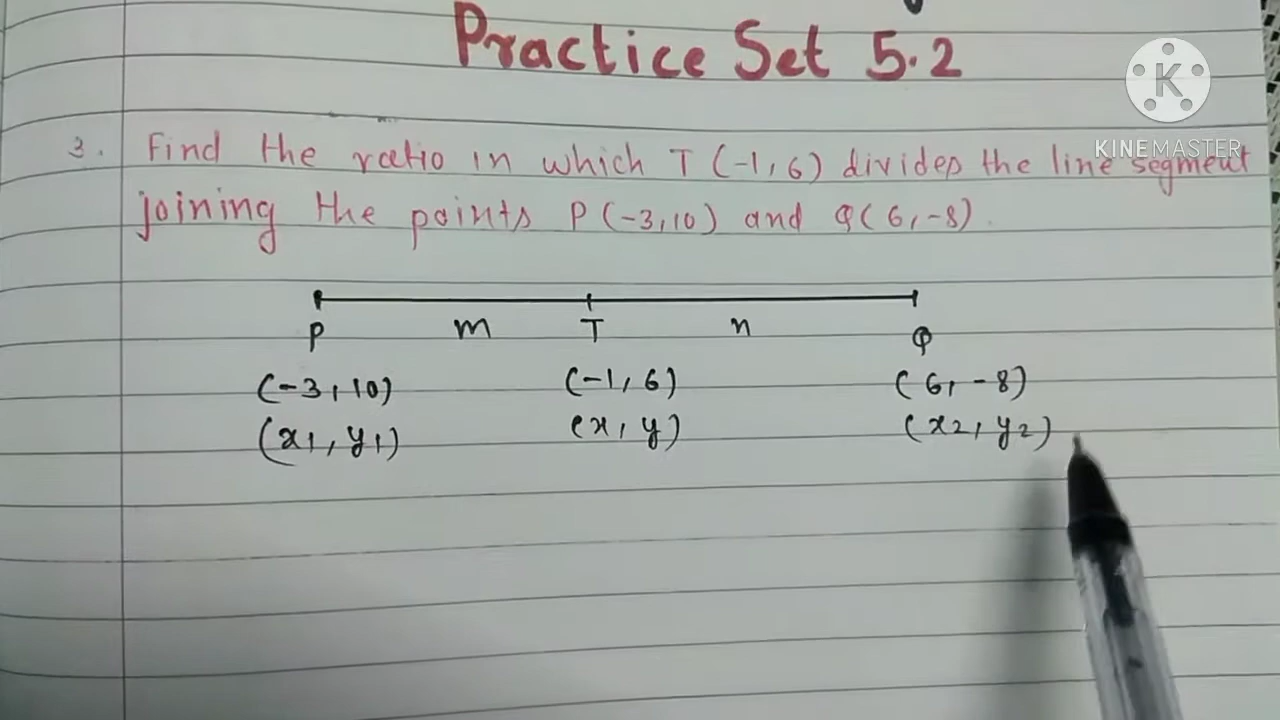 Practice Set 5.2
K
KINEMASTER
3. Find the ratio in which T (-1, 6) divides the line segment
joining the points P (-3, 10) and Q (6, -8).
P m T n Q
(-3, 10) (-1, 6) (6, -8)
(x1, y1) (x, y) (x2, y2)